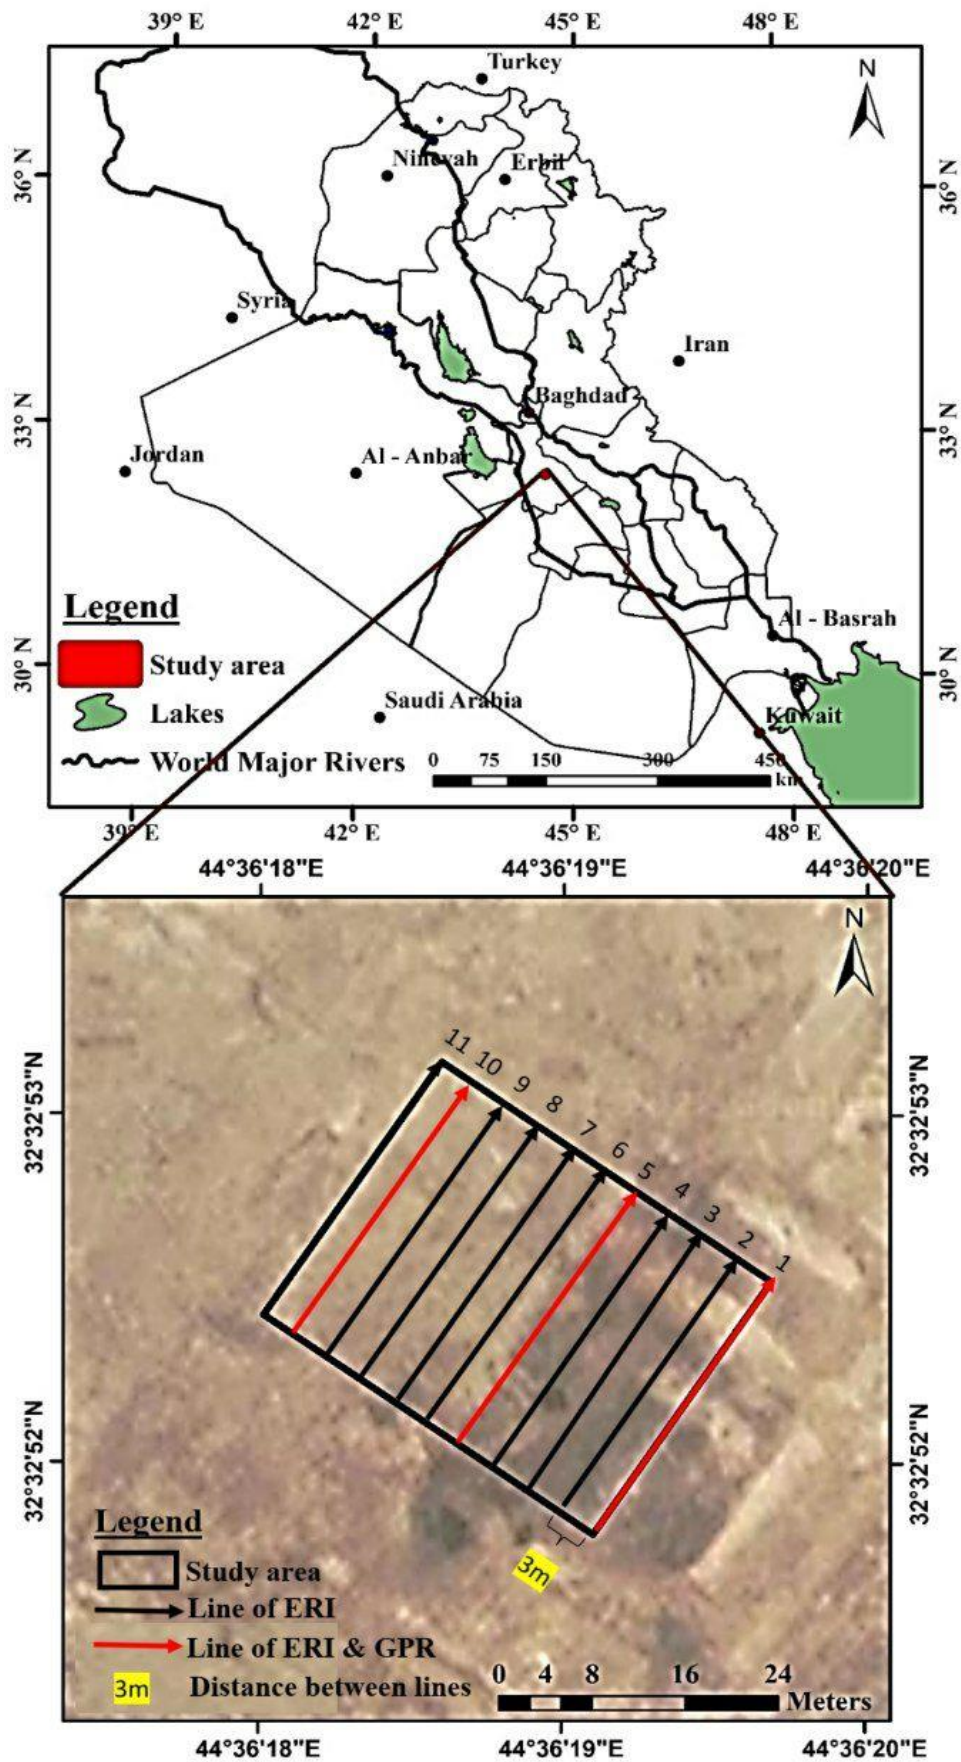 39° E 42° E 45° E 48° E
N
Turkey
36° N
Ninevah Erbil
36° N
Syria
Iran
Baghdad
33° N
33° N
Jordan Al - Anbar
Legend
Al - Basrah
30° N
Study area
30° N
Saudi Arabia
Lakes
Kuwait
World Major Rivers
0 75 150 300 450
km
39° E 42° E 45° E 48° E
44°36'18"E 44°36'19"E 44°36'20"E
N
11 10 9 8 7 6 5 4 3 2 1
32°32'53"N
32°32'53"N
32°32'52"N
32°32'52"N
Legend
3m
Study area
Line of ERI
Line of ERI & GPR
3m Distance between lines
0 4 8 16 24
Meters
44°36'18"E 44°36'19"E 44°36'20"E